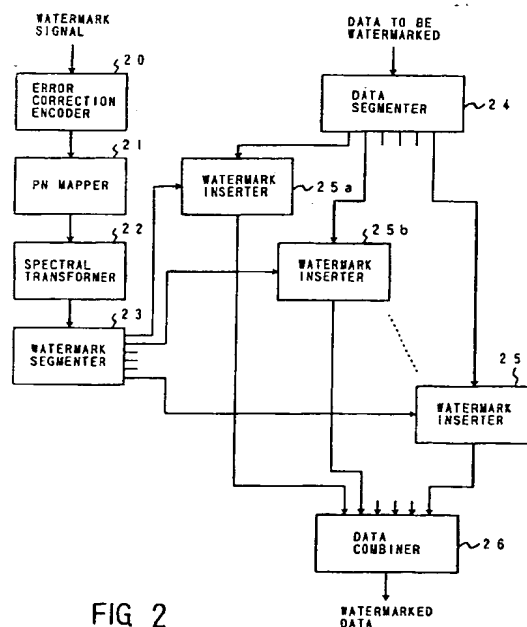 WATERMARK
SIGNAL
20
ERROR
CORRECTION
ENCODER
21
PN MAPPER
22
SPECTRAL
TRANSFORMER
23
WATERMARK
SEGMENTER
DATA TO BE
WATERMARKED
DATA
SEGMENTER
24
WATERMARK
INSERTER
25a
25b
WATERMARK
INSERTER
25
WATERMARK
INSERTER
DATA
COMBINER
26
WATERMARKED
DATA
FIG 2